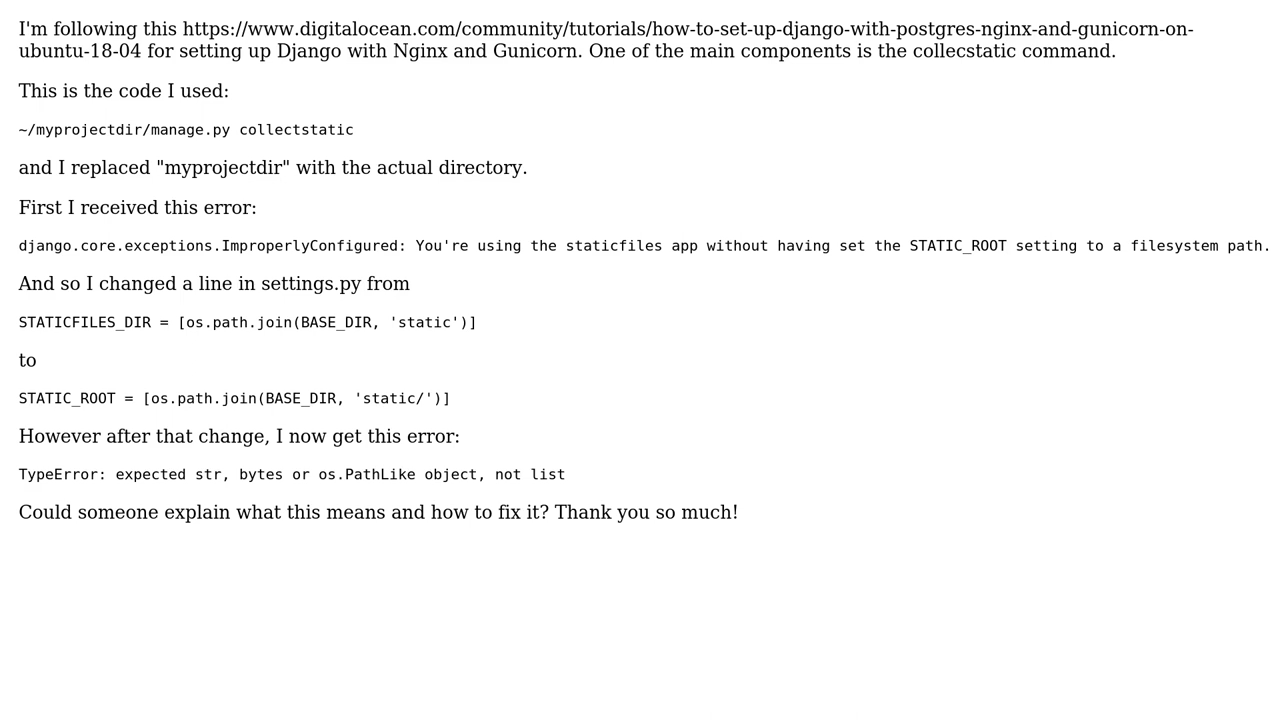 I'm following this https://www.digitalocean.com/community/tutorials/how-to-set-up-django-with-postgres-nginx-and-gunicorn-on-
ubuntu-18-04 for setting up Django with Nginx and Gunicorn. One of the main components is the collecstatic command.
This is the code I used:
~/myprojectdir/manage.py collectstatic
and I replaced "myprojectdir" with the actual directory.
First I received this error:
django.core.exceptions.ImproperlyConfigured: You're using the staticfiles app without having set the STATIC_ROOT setting to a filesystem path.
And so I changed a line in settings.py from
STATICFILES_DIR = [os.path.join(BASE_DIR, 'static')]
to
STATIC_ROOT = [os.path.join(BASE_DIR, 'static/')]
However after that change, I now get this error:
TypeError: expected str, bytes or os.PathLike object, not list
Could someone explain what this means and how to fix it? Thank you so much!